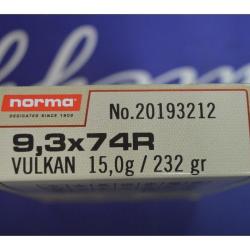 norma
DEDICATED SINCE 1902
No.20193212
9,3x74R
VULKAN 15,0g / 232 gr